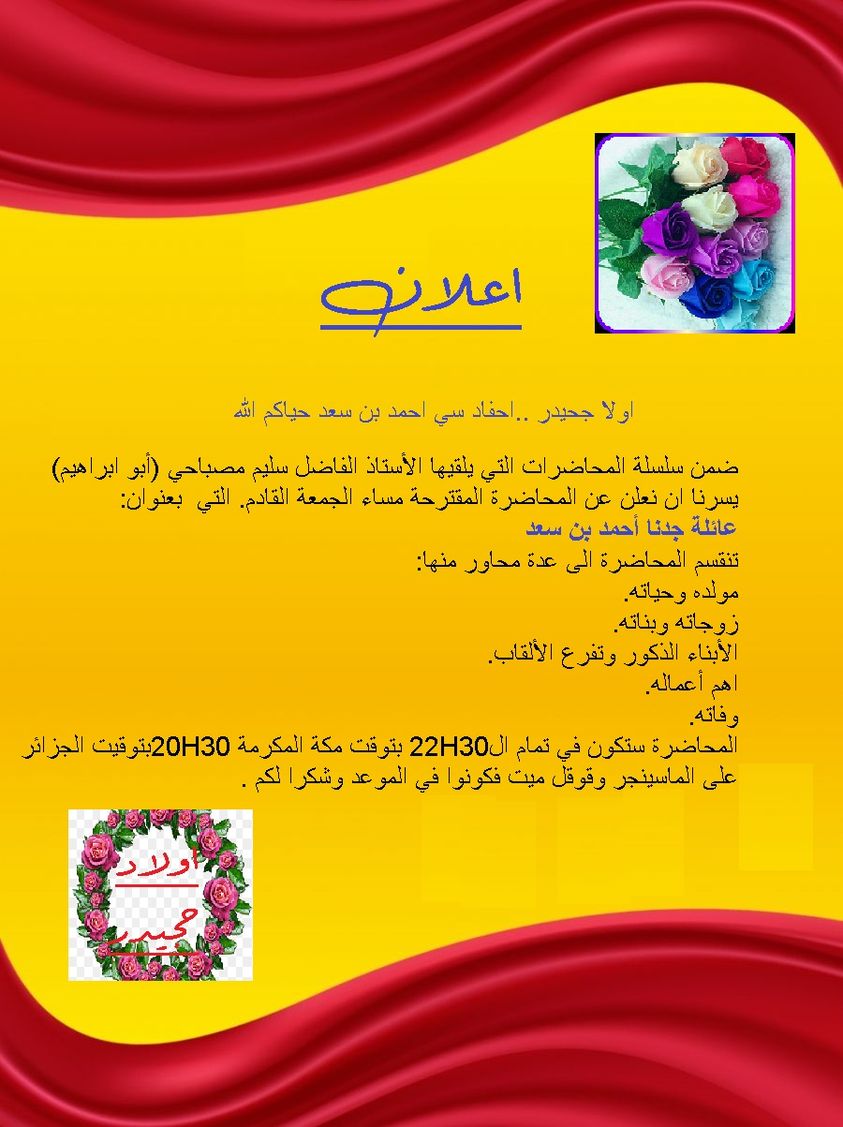 اعلان
اولا جحيدر ..احفاد سي احمد بن سعد حياكم الله
ضمن سلسلة المحاضرات التي يلقيها الأستاذ الفاضل سليم مصباحي (أبو ابراهيم)
يسرنا ان نعلن عن المحاضرة المقترحة مساء الجمعة القادم. التي بعنوان:
عائلة جدنا أحمد بن سعد
تنقسم المحاضرة الى عدة محاور منها:
مولده وحياته.
زوجاته وبناته.
الأبناء الذكور وتفرع الألقاب.
اهم أعماله.
وفاته.
المحاضرة ستكون في تمام ال22H30 بتوقت مكة المكرمة 20H30بتوقيت الجزائر
على الماسينجر وقوقل ميت فكونوا في الموعد وشكرا لكم .
اولاد
جحيدر